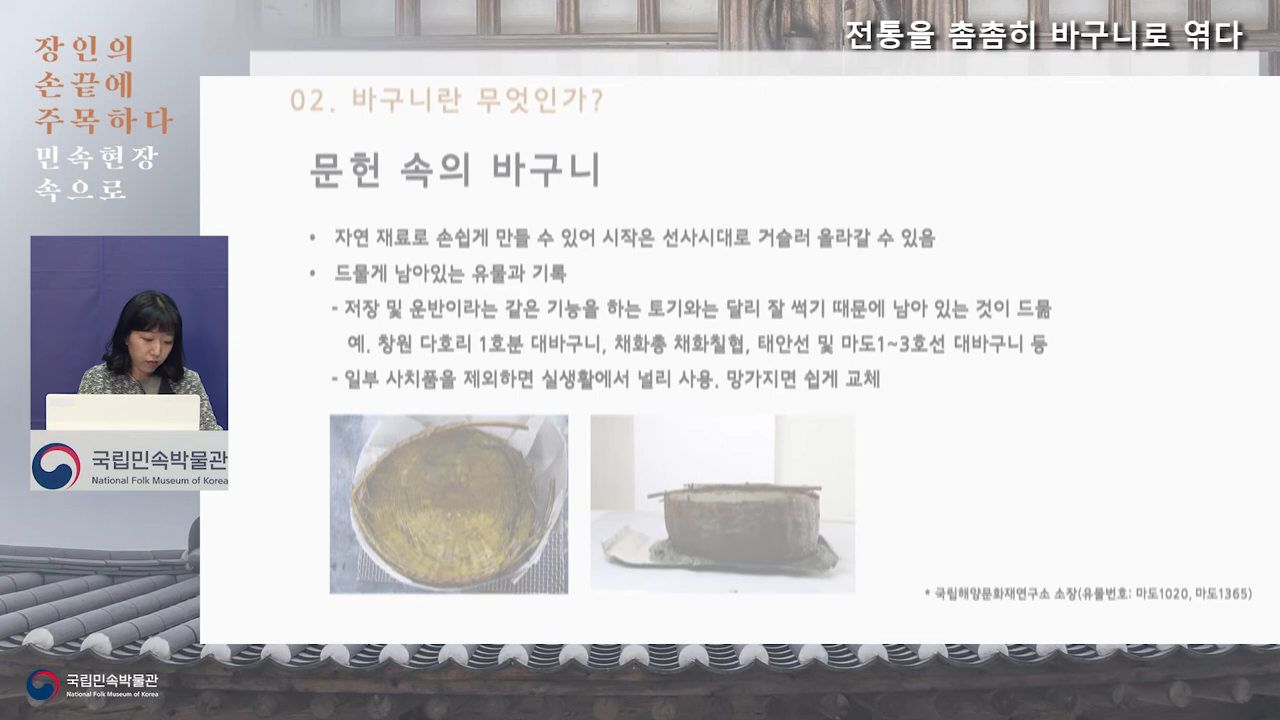 전통을 촘촘히 바구니로 엮다
장인의
손끝에
주목하다
민속현장
속으로
02. 바구니란 무엇인가?
문헌 속의 바구니
• 자연 재료로 손쉽게 만들 수 있어 시작은 선사시대로 거슬러 올라갈 수 있음
• 드물게 남아있는 유물과 기록
- 저장 및 운반이라는 같은 기능을 하는 토기와는 달리 잘 썩기 때문에 남아 있는 것이 드묾
예. 창원 다호리 1호분 대바구니, 채화총 채화칠협, 태안선 및 마도1~3호선 대바구니 등
- 일부 사치품을 제외하면 실생활에서 널리 사용. 망가지면 쉽게 교체
* 국립해양문화재연구소 소장(유물번호: 마도1020, 마도1365)
국립민속박물관
National Folk Museum of Korea
국립민속박물관
National Folk Museum of Korea